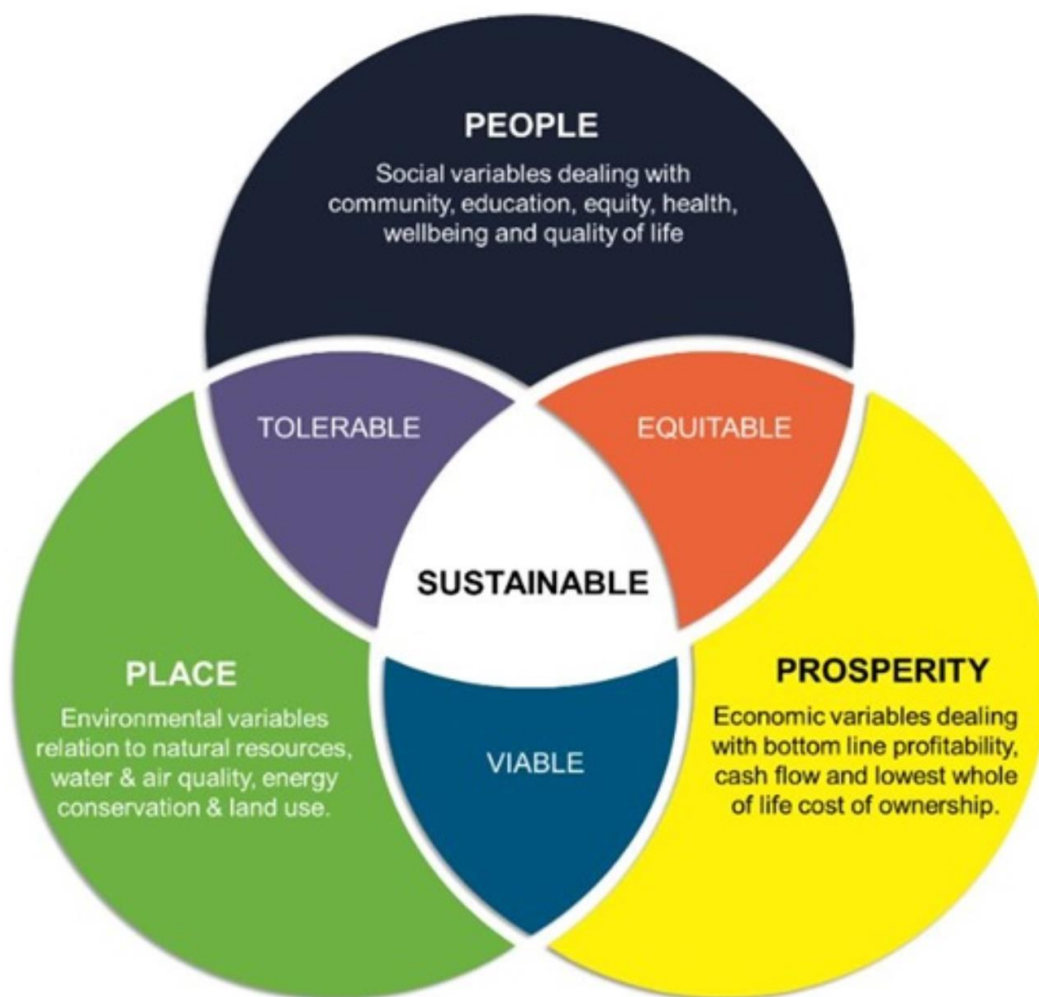 PEOPLE
Social variables dealing with
community, education, equity, health,
wellbeing and quality of life
TOLERABLE
EQUITABLE
SUSTAINABLE
PLACE
Environmental variables
relation to natural resources,
water & air quality, energy
conservation & land use.
VIABLE
PROSPERITY
Economic variables dealing
with bottom line profitability,
cash flow and lowest whole
of life cost of ownership.